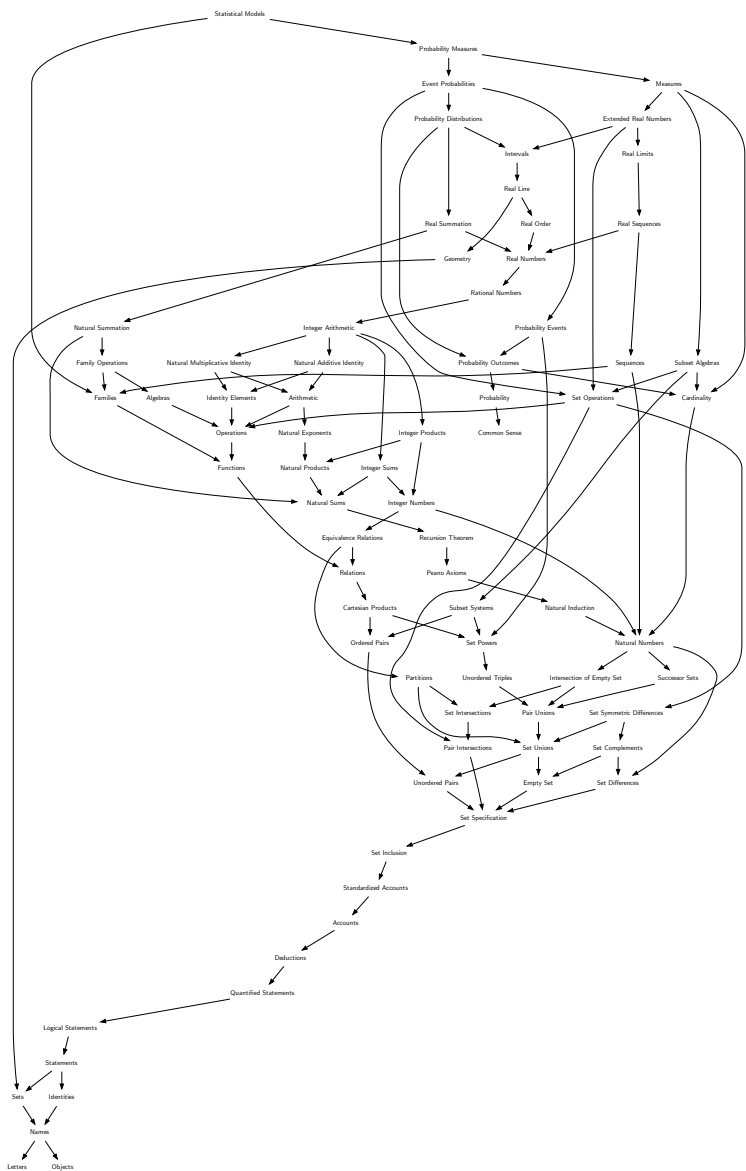 Statistical Models
Probability Measures
Event Probabilities
Measures
Probability Distributions
Extended Real Numbers
Intervals
Real Limits
Real Line
Real Summation
Real Order
Real Sequences
Geometry
Real Numbers
Rational Numbers
Natural Summation
Integer Arithmetic
Probability Events
Family Operations
Natural Multiplicative Identity
Natural Additive Identity
Probability Outcomes
Sequences
Subset Algebras
Families
Algebras
Identity Elements
Arithmetic
Probability
Set Operations
Cardinality
Operations
Natural Exponents
Integer Products
Common Sense
Functions
Natural Products
Integer Sums
Natural Sums
Integer Numbers
Equivalence Relations
Recursion Theorem
Relations
Peano Axioms
Cartesian Products
Subset Systems
Natural Induction
Ordered Pairs
Set Powers
Natural Numbers
Partitions
Unordered Triples
Intersection of Empty Set
Successor Sets
Set Intersections
Pair Unions
Set Symmetric Differences
Pair Intersections
Set Unions
Set Complements
Unordered Pairs
Empty Set
Set Differences
Set Specification
Set Inclusion
Standardized Accounts
Accounts
Deductions
Quantified Statements
Logical Statements
Statements
Sets
Identities
Names
Letters
Objects